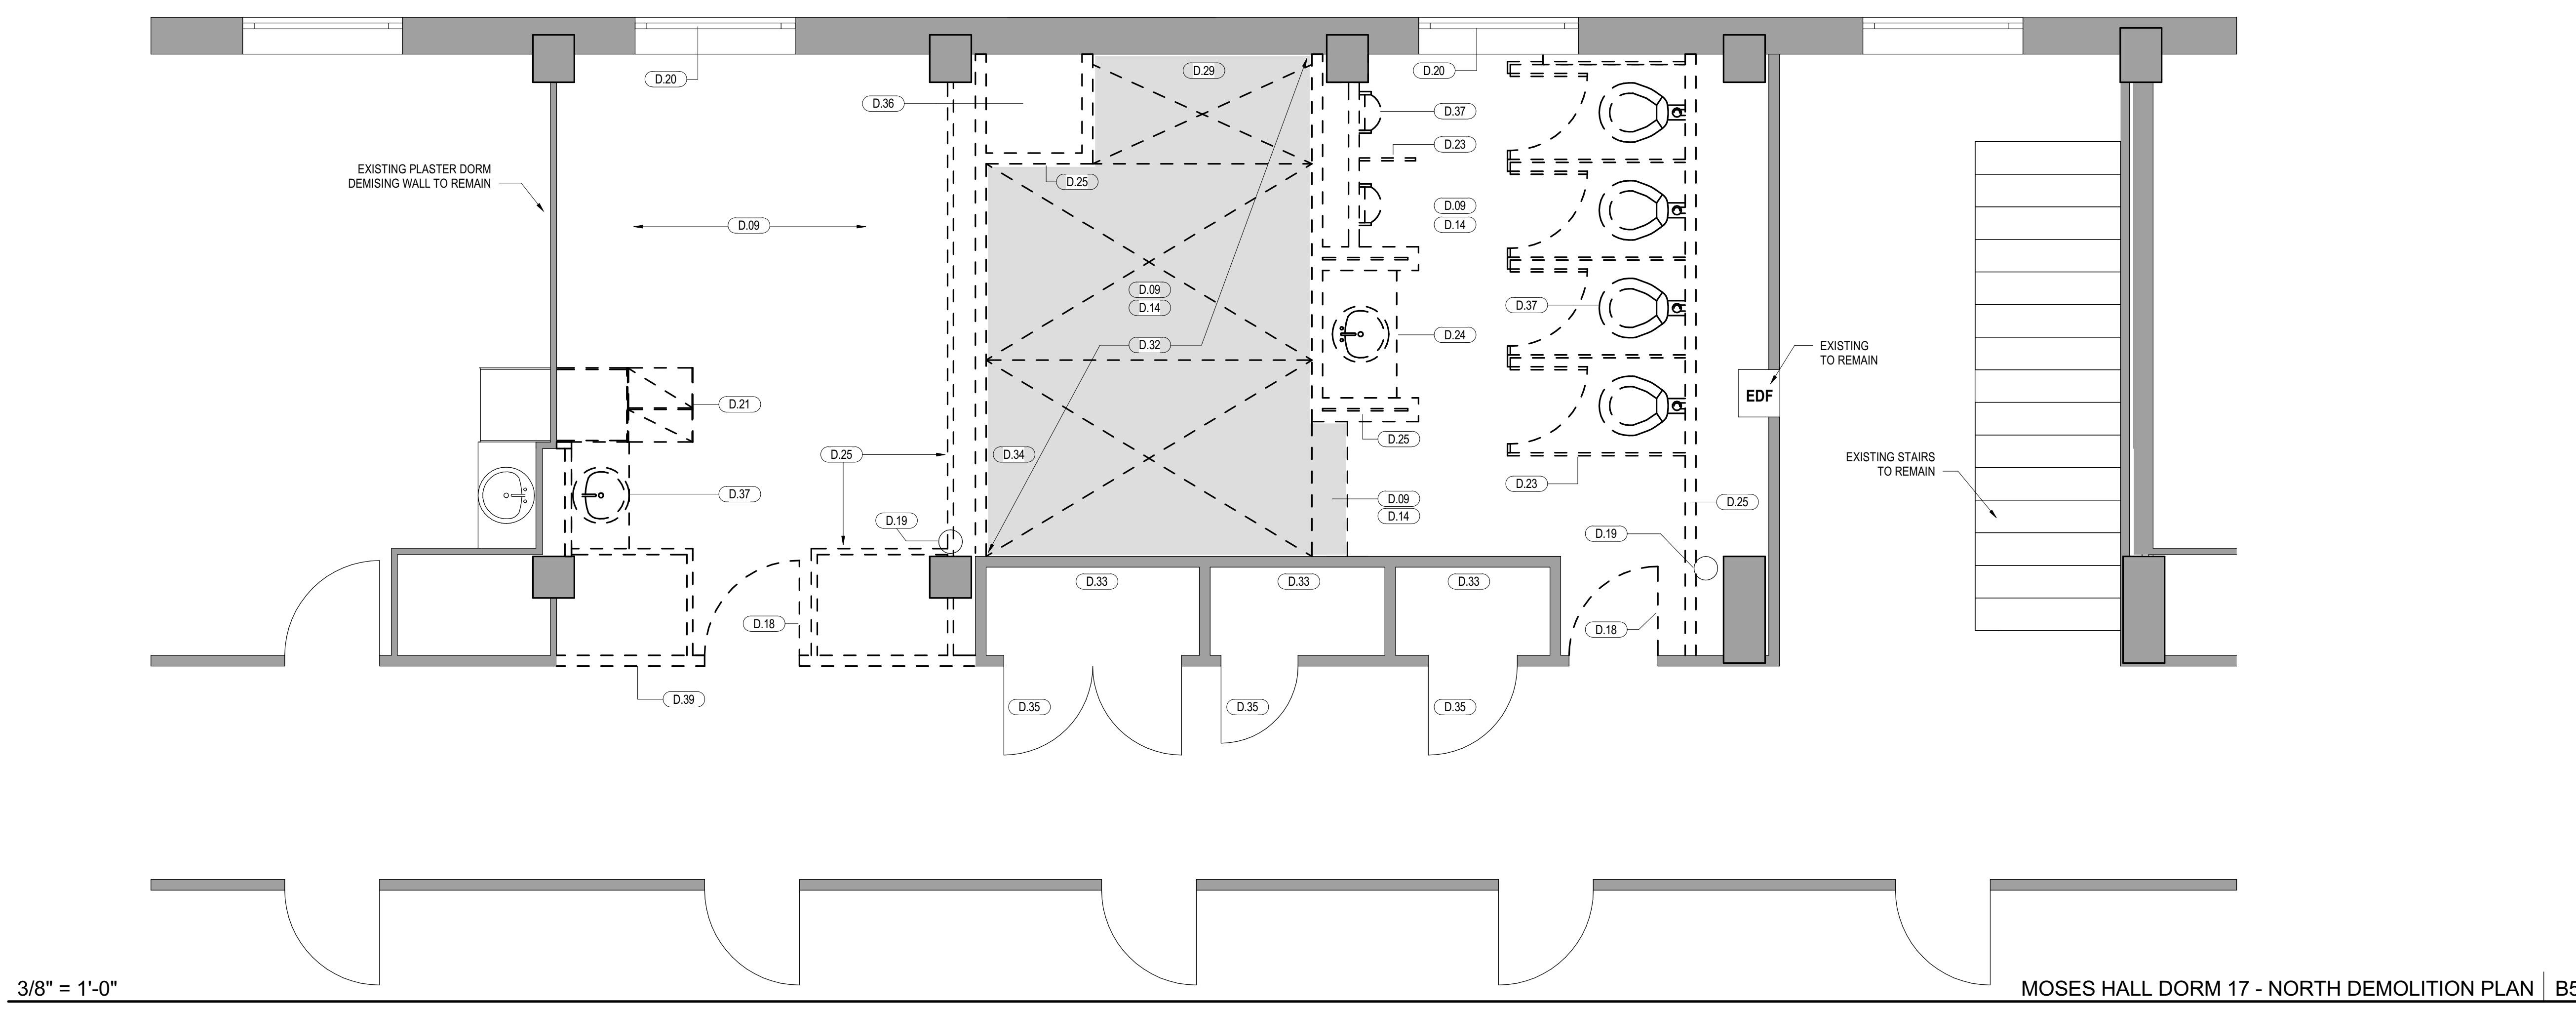 D.20
D.29
D.20
D.36
D.37
D.23
EXISTING PLASTER DORM
DEMISING WALL TO REMAIN
D.25
D.09
D.09
D.14
D.09
D.14
D.37
D.32
D.24
EXISTING
TO REMAIN
EDF
D.21
D.25
D.34
D.25
EXISTING STAIRS
TO REMAIN
D.23
D.37
D.09
D.14
D.25
D.19
D.19
D.33
D.33
D.33
D.18
D.18
D.39
D.35
D.35
D.35
3/8" = 1'-0"
MOSES HALL DORM 17 - NORTH DEMOLITION PLAN
B5